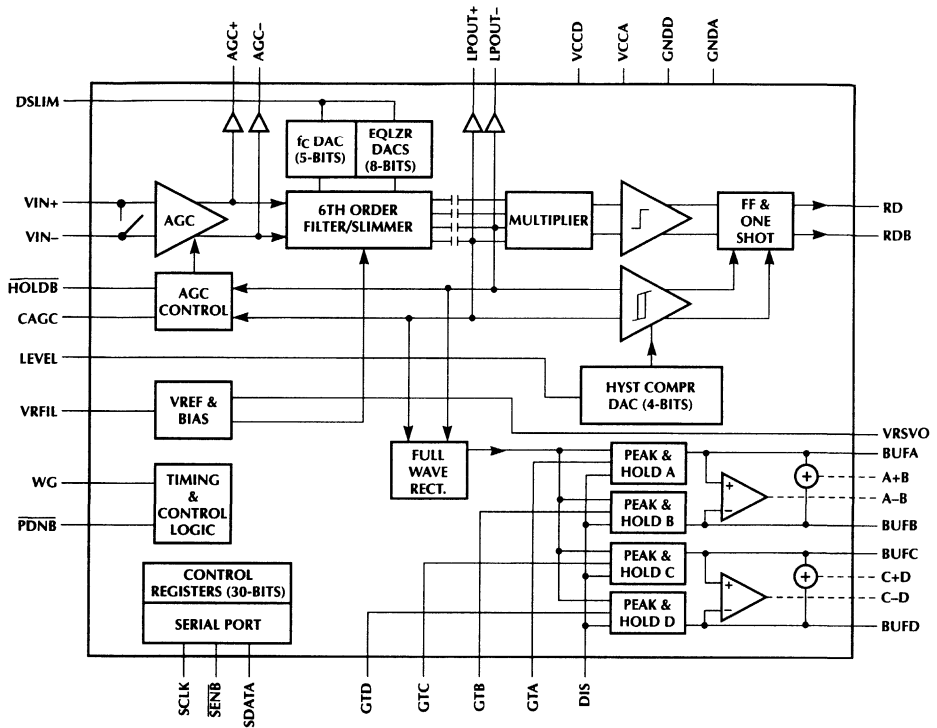 AGC+
AGC–
LPOUT+
LPOUT–
VCCD
VCCA
GNDD
GNDA
DSLIM
fC DAC
(5-BITS)
EQLZR
DACS
(8-BITS)
VIN+
VIN–
AGC
6TH ORDER
FILTER/SLIMMER
MULTIPLIER
FF &
ONE
SHOT
RD
RDB
HOLDB
CAGC
AGC
CONTROL
LEVEL
HYST COMPR
DAC (4-BITS)
VRFIL
VREF &
BIAS
VRSVO
FULL
WAVE
RECT.
PEAK &
HOLD A
BUFA
+
A+B
+
–
A–B
WG
PDNB
TIMING
&
CONTROL
LOGIC
PEAK &
HOLD B
BUFB
PEAK &
HOLD C
BUFC
+
C+D
+
–
C–D
PEAK &
HOLD D
BUFD
CONTROL
REGISTERS (30-BITS)
SERIAL PORT
SCLK
SENB
SDATA
GTD
GTC
GTB
GTA
DIS